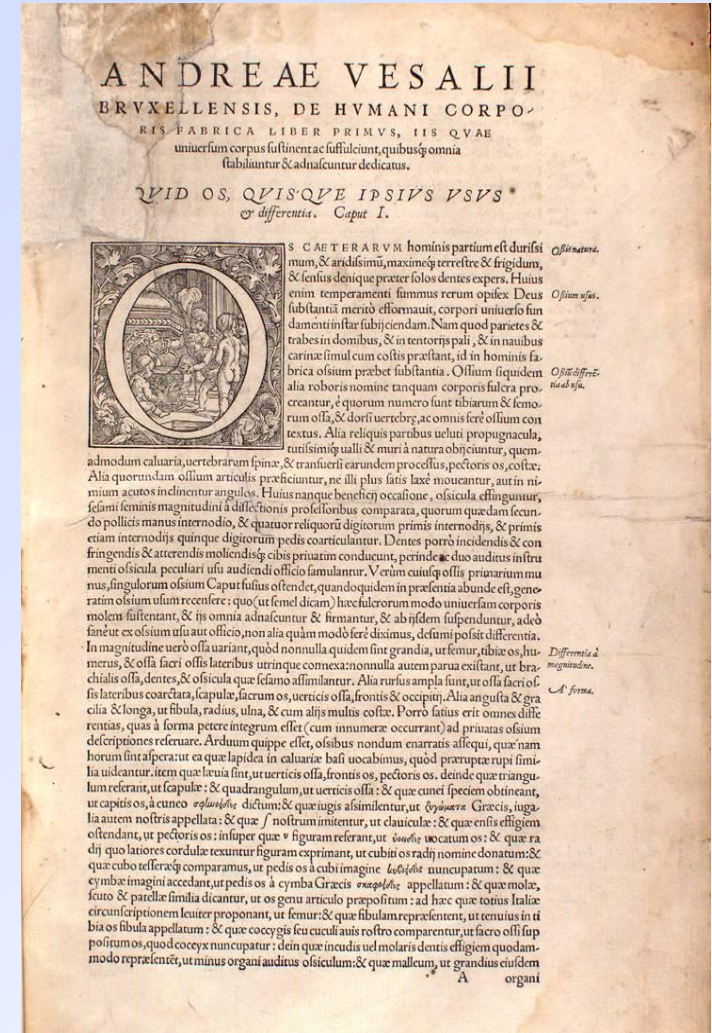 ANDREAE VESALII
BRVXELLENSIS, DE HVMANI CORPO-
RIS FABRICA LIBER PRIMVS, IIS QVAE
uniuersum corpus sustinent ac suffulciunt, quibusq́; omnia
stabiliuntur & adnascuntur dedicatus.
QVID OS, QVISQVE IPSIVS VSVS
& differentia. Caput I.
OS CAETERARVM hominis partium est durissi
mum, & aridissimũ, maximeq́; terrestre & frigidum,
& sensus denique præter solos dentes expers. Huius
enim temperamenti summus rerum opifex Deus
substantiã meritò efformauit, corpori uniuerso fun
damenti instar subijciendam. Nam quod parietes &
trabes in domibus, & in tentorijs pali, & in nauibus
carinæ simul cum costis præstant, id in hominis fa-
brica ossium præbet substantia. Ossium siquidem
alia roboris nomine tanquam corporis fulcra pro-
creantur, è quorum numero sunt tibiarum & femo-
rum ossa, & dorsi uertebrę, ac omnis ferè ossium con
textus. Alia reliquis partibus ueluti propugnacula,
tutissimiq́; ualli & muri à natura obijciuntur, quem-
admodum caluaria, uertebrarum spinæ, & transuersi earundem processus, pectoris os, costæ;
Alia quorundam ossium articulis præficiuntur, ne illi plus satis laxè moueantur, aut in ni-
mium acutos inclinentur angulos. Huius nanque beneficij occasione, ossicula effinguntur,
sesami seminis magnitudini à dissectionis professoribus comparata, quorum quædam secun-
do pollicis manus internodio, & quatuor reliquorũ digitorum primis internodijs, & primis
etiam internodijs quinque digitorum pedis coarticulantur. Dentes porrò incidendis & con
fringendis & atterendis moliendisq́; cibis priuatim conducunt, perinde ac duo auditus instru
menti ossicula peculiari usu audiendi officio famulantur. Verùm cuiusq́; ossis primarium mu
nus, singulorum ossium Caput fusius ostendet, quandoquidem in præsentia abunde est, gene-
ratim ossium usum recensere: quo (ut semel dicam) hæc fulcrorum modo uniuersam corporis
molem sustentant, & ijs omnia adnascuntur & firmantur, & ab ijsdem suspenduntur, adeò
sanè ut ex ossium usu aut officio, non alia quàm modò ferè diximus, desumi possit differentia.
In magnitudine uerò ossa uariant, quòd nonnulla quidem sint grandia, ut femur, tibiæ os, hu-
merus, & ossa sacri ossis lateribus utrinque connexa: nonnulla autem parua existant, ut bra-
chialis ossa, dentes, & ossicula quæ sesamo assimilantur. Alia rursus ampla sunt, ut ossa sacri os-
sis lateribus coarctata, scapulæ, sacrum os, uerticis ossa, frontis & occipitij. Alia angusta & gra
cilia & longa, ut fibula, radius, ulna, & cum alijs multis costæ. Porrò satius erit omnes diffe
rentias, quas à forma petere integrum esset (cum innumeræ occurrant) ad priuatas ossium
descriptiones reseruare. Arduum quippe esset, ossibus nondum enarratis assequi, quæ nam
horum sint aspera: ut ea quæ lapidea in caluariæ basi uocabimus, quòd præruptæ rupi simi-
lia uideantur. item quæ læuia sint, ut uerticis ossa, frontis os, pectoris os. deinde quæ triangu-
lum referant, ut scapulæ: & quadrangulum, ut uerticis ossa: & quæ cunei speciem obtineant,
ut capitis os, à cuneo σφηνοειδὲς dictum: & quæ iugis assimilentur, ut ζυγώματα Græcis, iuga-
lia autem nostris appellata: & quæ ſ nostrum imitentur, ut clauiculæ: & quæ ensis effigiem
ostendant, ut pectoris os: insuper quæ υ figuram referant, ut ὑοειδὲς uocatum os: & quæ ra
dij quo latiores cordulæ texuntur figuram exprimant, ut cubiti os radij nomine donatum: &
quæ cubo tesseræq́; comparamus, ut pedis os à cubi imagine κυβοειδὲς nuncupatum: & quæ
cymbæ imagini accedant, ut pedis os à cymba Græcis σκαφοειδὲς appellatum: & quæ molæ,
scuto & patellæ similia dicantur, ut os genu articulo præpositum: ad hæc quæ totius Italiæ
circunscriptionem leuiter proponant, ut femur: & quæ fibulam repræsentent, ut tenuius in ti
bia os fibula appellatum: & quæ coccygis seu cuculi auis rostro comparentur, ut sacro ossi sup
positum os, quod coccyx nuncupatur: dein quæ incudis uel molaris dentis effigiem quodam-
modo repræsentẽt, ut minus organi auditus ossiculum: & quæ malleum, ut grandius eiusdem
A organi
Ossis natura.
Ossium usus.
Ossiũ differẽ-
tia ab usu.
Differentia à
magnitudine.
A' forma.